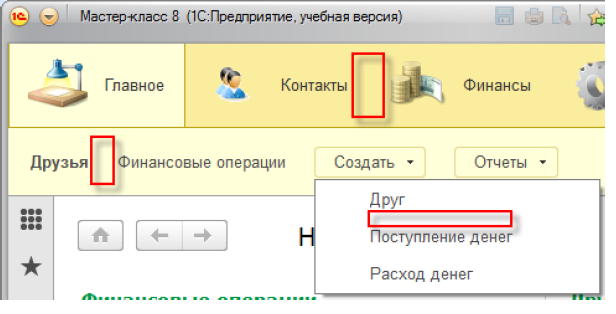 1С Мастер-класс 8 (1С:Предприятие, учебная версия)
Главное Контакты Финансы
Друзья Финансовые операции Создать Отчеты
Друг
Н
Поступление денег
Расход денег
Финансовые операции